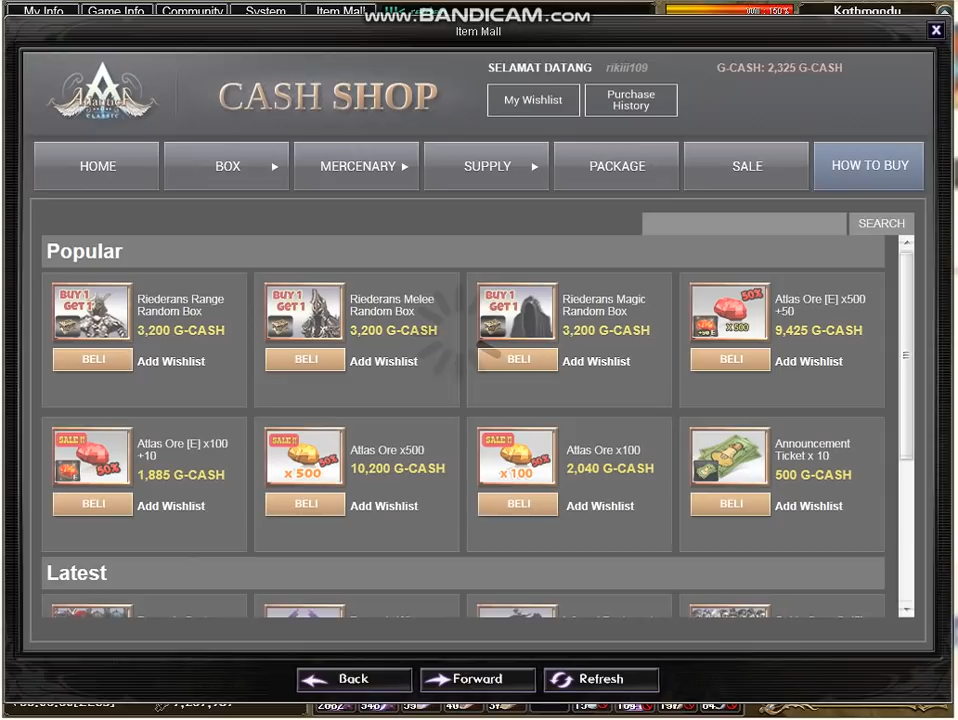 My Info Game Info Community System Item Mall
www.BANDICAM.com
150 %
Kathmandu
Item Mall
Atlantica
CLASSIC
CASH SHOP
SELAMAT DATANG rikiii109
G-CASH: 2,325 G-CASH
My Wishlist
Purchase
History
HOME BOX MERCENARY SUPPLY PACKAGE SALE HOW TO BUY
SEARCH
Popular
BUY 1
GET 1
Riederans Range
Random Box
3,200 G-CASH
BELI Add Wishlist
BUY 1
GET 1
Riederans Melee
Random Box
3,200 G-CASH
BELI Add Wishlist
BUY 1
GET 1
Riederans Magic
Random Box
3,200 G-CASH
BELI Add Wishlist
50%
X500
Atlas Ore [E] x500
+50
9,425 G-CASH
BELI Add Wishlist
SALE !!
50%
Atlas Ore [E] x100
+10
1,885 G-CASH
BELI Add Wishlist
SALE !!
50%
x 500
Atlas Ore x500
10,200 G-CASH
BELI Add Wishlist
SALE !!
50%
x 100
Atlas Ore x100
2,040 G-CASH
BELI Add Wishlist
Announcement
Ticket x 10
500 G-CASH
BELI Add Wishlist
Latest
Back Forward Refresh